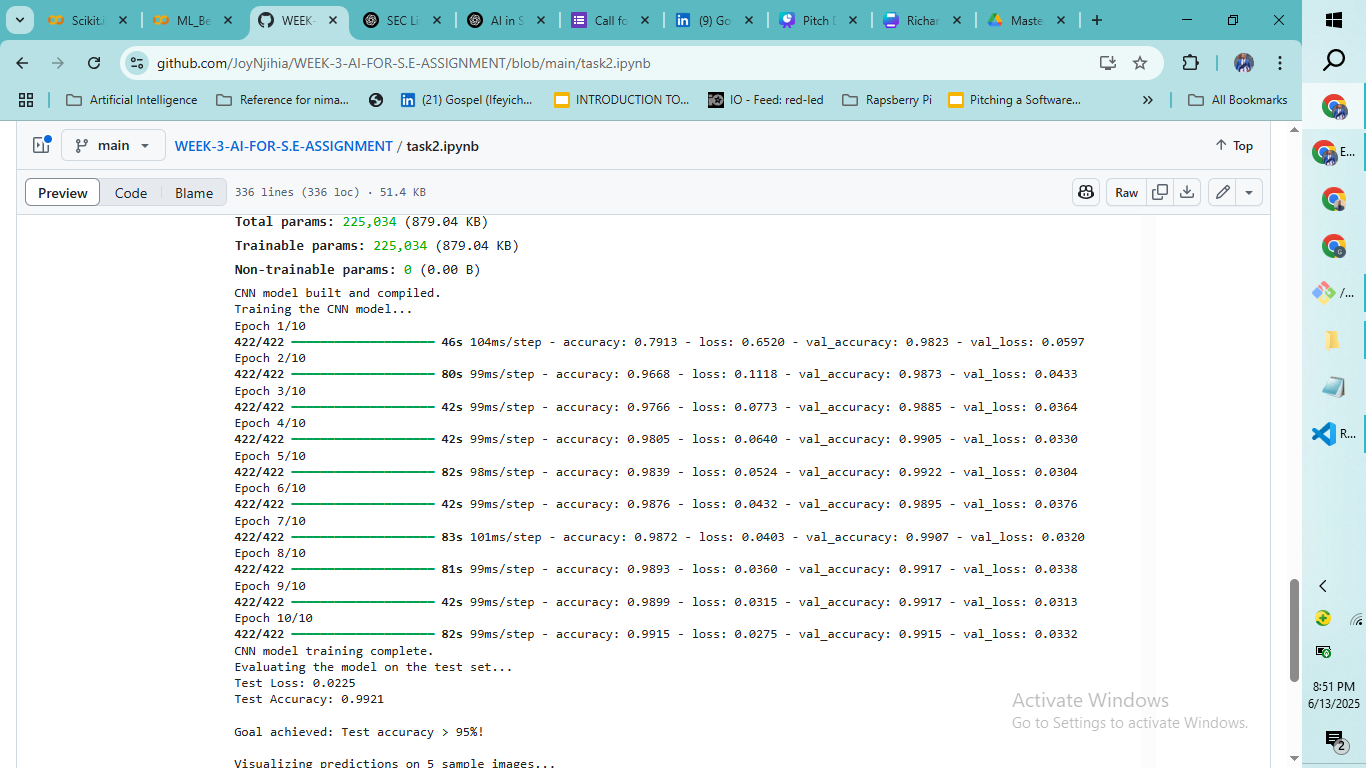 Scikit.i
ML_Be
WEEK-
SEC Li
AI in S
Call fo
(9) Go
Pitch D
Richar
Maste
github.com/JoyNjihia/WEEK-3-AI-FOR-S.E-ASSIGNMENT/blob/main/task2.ipynb
Artificial Intelligence
Reference for nima...
(21) Gospel (Ifeyich...
INTRODUCTION TO...
IO - Feed: red-led
Rapsberry Pi
Pitching a Software...
All Bookmarks
main
WEEK-3-AI-FOR-S.E-ASSIGNMENT / task2.ipynb
Top
Preview
Code
Blame
336 lines (336 loc) · 51.4 KB
Raw
Total params: 225,034 (879.04 KB)
Trainable params: 225,034 (879.04 KB)
Non-trainable params: 0 (0.00 B)
CNN model built and compiled.
Training the CNN model...
Epoch 1/10
422/422 ━━━━━━━━━━━━━━━━━━━━ 46s 104ms/step - accuracy: 0.7913 - loss: 0.6520 - val_accuracy: 0.9823 - val_loss: 0.0597
Epoch 2/10
422/422 ━━━━━━━━━━━━━━━━━━━━ 80s 99ms/step - accuracy: 0.9668 - loss: 0.1118 - val_accuracy: 0.9873 - val_loss: 0.0433
Epoch 3/10
422/422 ━━━━━━━━━━━━━━━━━━━━ 42s 99ms/step - accuracy: 0.9766 - loss: 0.0773 - val_accuracy: 0.9885 - val_loss: 0.0364
Epoch 4/10
422/422 ━━━━━━━━━━━━━━━━━━━━ 42s 99ms/step - accuracy: 0.9805 - loss: 0.0640 - val_accuracy: 0.9905 - val_loss: 0.0330
Epoch 5/10
422/422 ━━━━━━━━━━━━━━━━━━━━ 82s 98ms/step - accuracy: 0.9839 - loss: 0.0524 - val_accuracy: 0.9922 - val_loss: 0.0304
Epoch 6/10
422/422 ━━━━━━━━━━━━━━━━━━━━ 42s 99ms/step - accuracy: 0.9876 - loss: 0.0432 - val_accuracy: 0.9895 - val_loss: 0.0376
Epoch 7/10
422/422 ━━━━━━━━━━━━━━━━━━━━ 83s 101ms/step - accuracy: 0.9872 - loss: 0.0403 - val_accuracy: 0.9907 - val_loss: 0.0320
Epoch 8/10
422/422 ━━━━━━━━━━━━━━━━━━━━ 81s 99ms/step - accuracy: 0.9893 - loss: 0.0360 - val_accuracy: 0.9917 - val_loss: 0.0338
Epoch 9/10
422/422 ━━━━━━━━━━━━━━━━━━━━ 42s 99ms/step - accuracy: 0.9899 - loss: 0.0315 - val_accuracy: 0.9917 - val_loss: 0.0313
Epoch 10/10
422/422 ━━━━━━━━━━━━━━━━━━━━ 82s 99ms/step - accuracy: 0.9915 - loss: 0.0275 - val_accuracy: 0.9915 - val_loss: 0.0332
CNN model training complete.
Evaluating the model on the test set...
Test Loss: 0.0225
Test Accuracy: 0.9921
Goal achieved: Test accuracy > 95%!
Visualizing predictions on 5 sample images...
Activate Windows
Go to Settings to activate Windows.
E...
/...
R...
8:51 PM
6/13/2025
2